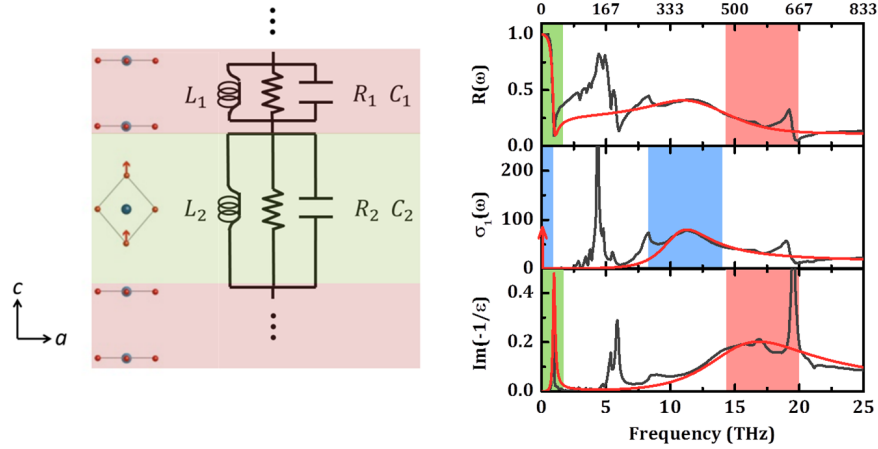 0 167 333 500 667 833
L₁ R₁ C₁
L₂ R₂ C₂
c
a
1.0
0.5
0.0
R(ω)
200
100
0
σ₁(ω)
0.4
0.2
0.0
Im(-1/ε)
0 5 10 15 20 25
Frequency (THz)